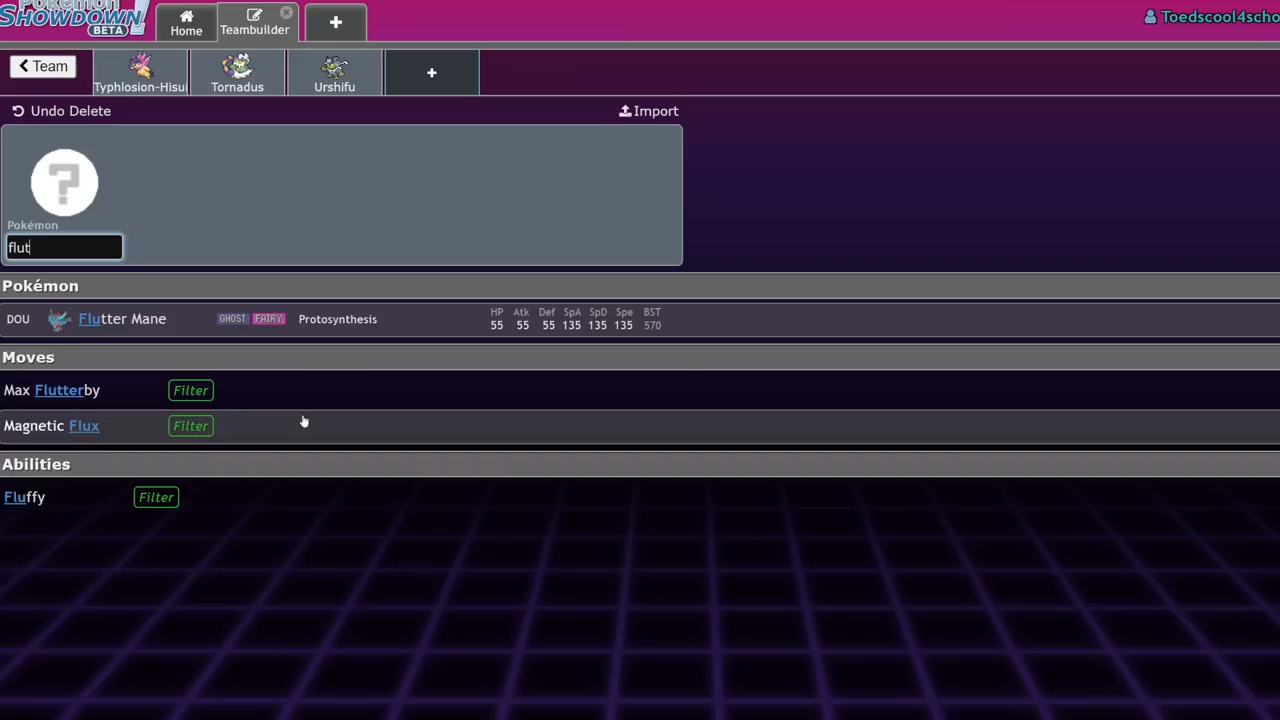 Pokémon
SHOWDOWN!
BETA
Home
Teambuilder
Toedscool4scho
Team
Typhlosion-Hisui
Tornadus
Urshifu
Undo Delete
Import
Pokémon
flut
Pokémon
DOU Flutter Mane GHOST FAIRY Protosynthesis HP 55 Atk 55 Def 55 SpA 135 SpD 135 Spe 135 BST 570
Moves
Max Flutterby Filter
Magnetic Flux Filter
Abilities
Fluffy Filter